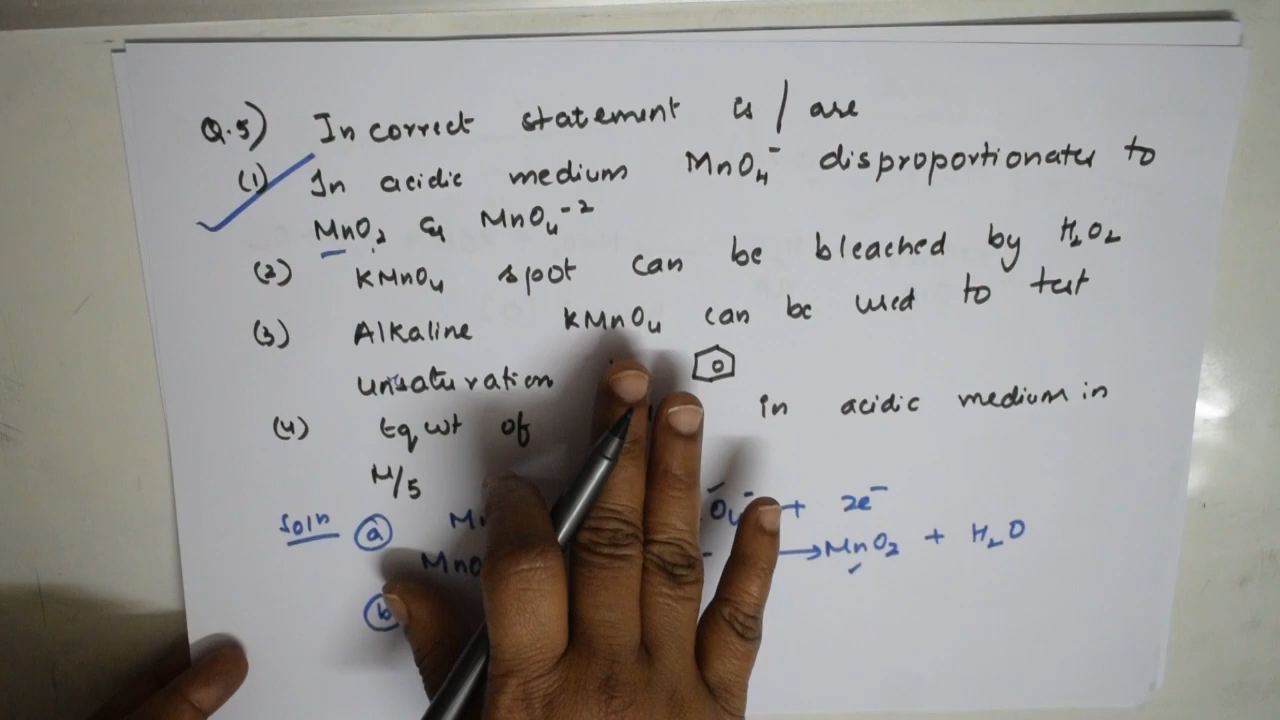 Q.5) Incorrect statement is / are
(1) In acidic medium MnO4- disproportionates to
MnO2 & MnO4-2
(2) KMnO4 spot can be bleached by H2O2
(3) Alkaline KMnO4 can be used to test
unsaturation
(4) Eq wt of in acidic medium in
M/5
Soln (a) O4- + 2e-
MnO → MnO2 + H2O
(b)